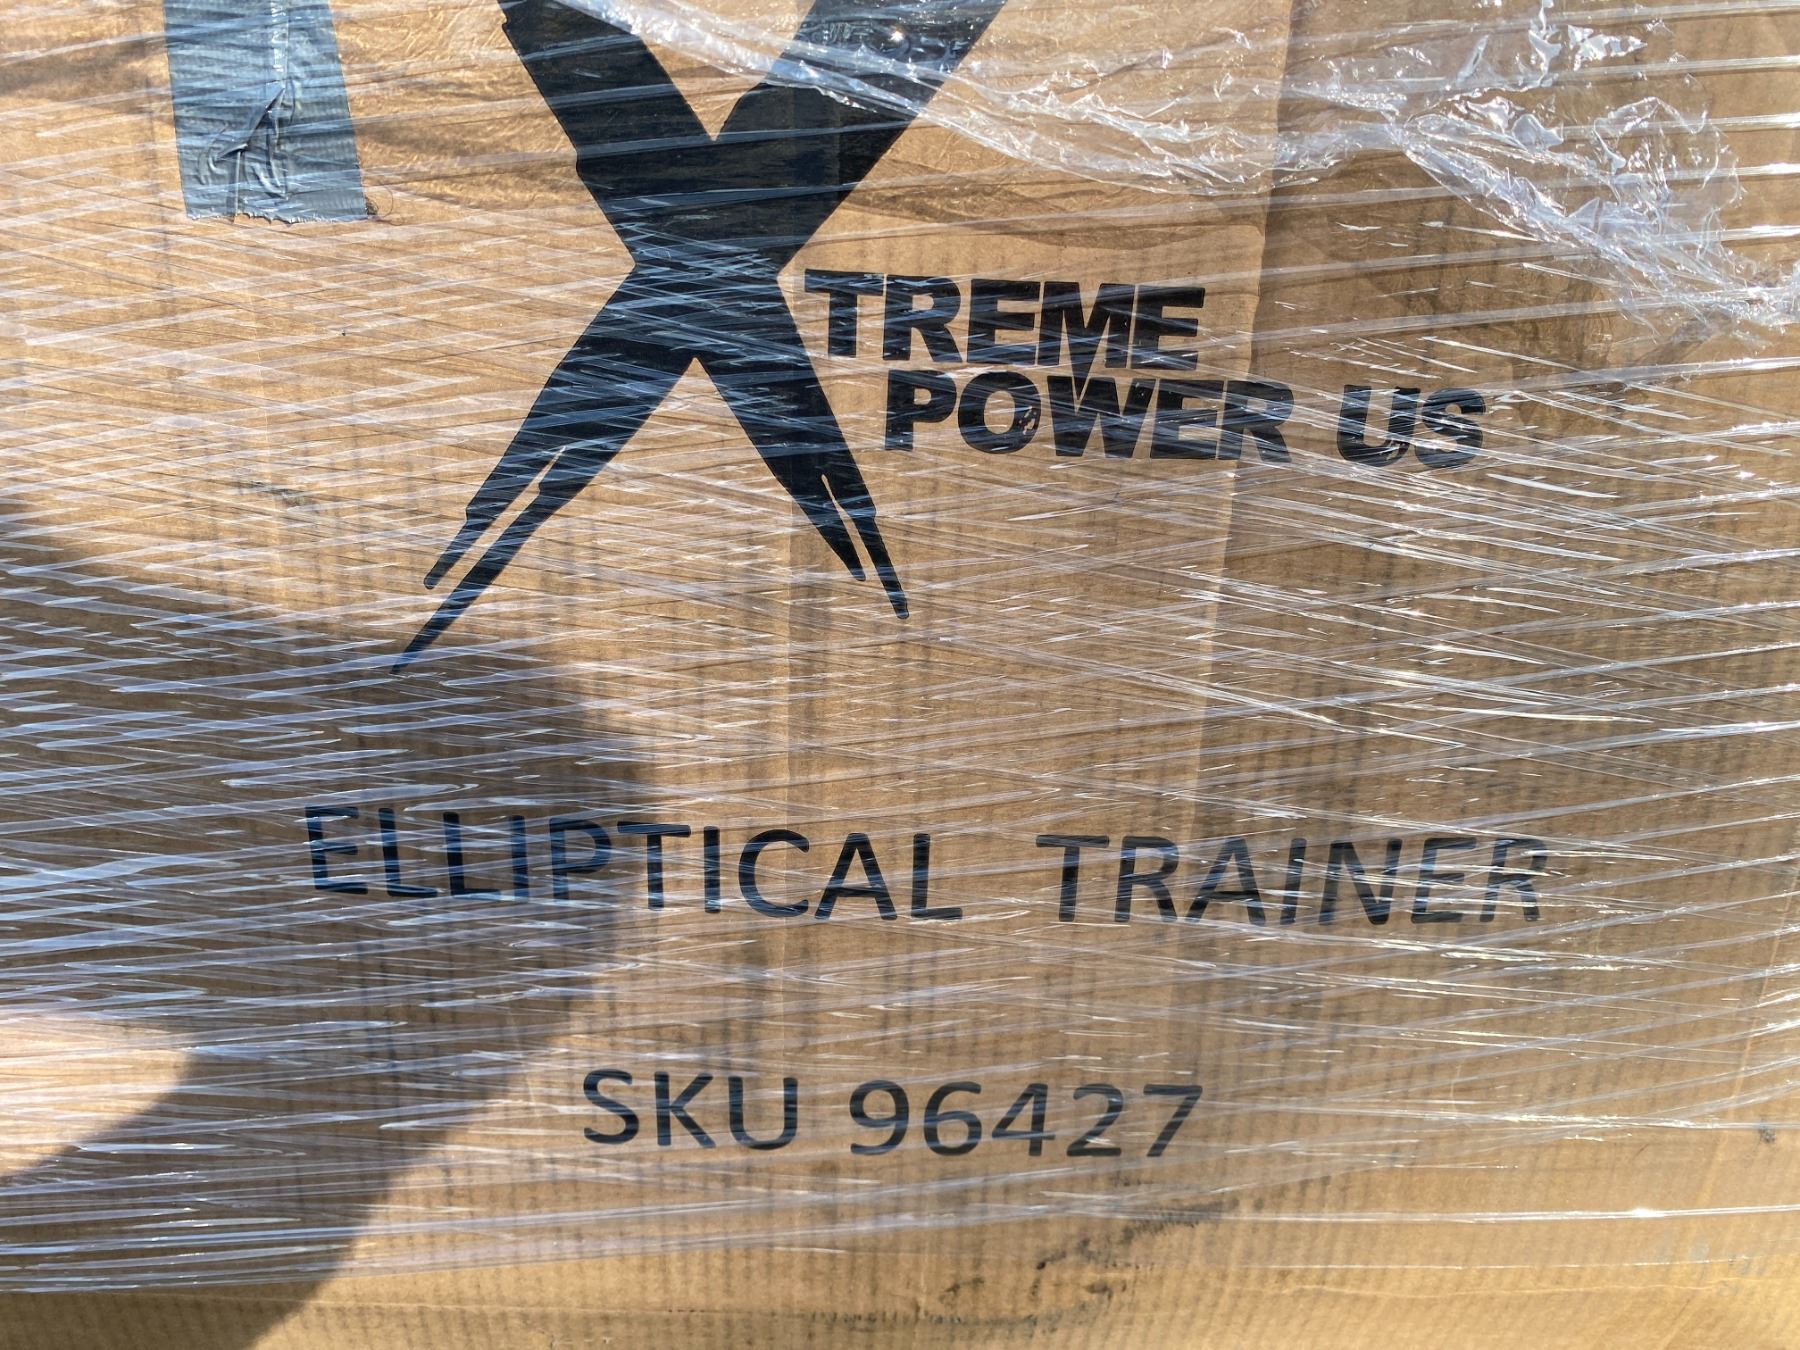 XTREME
POWER US
ELLIPTICAL TRAINER
SKU 96427